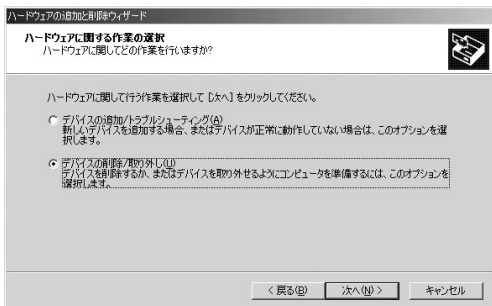 ハードウェアの追加と削除ウィザード
ハードウェアに関する作業の選択
ハードウェアに関してどの作業を行いますか?
ハードウェアに関して行う作業を選択して [次へ] をクリックしてください。
デバイスの追加/トラブルシューティング(A)
新しいデバイスを追加する場合、またはデバイスが正常に動作していない場合は、このオプションを選
択します。
デバイスの削除/取り外し(U)
デバイスを削除するか、またはデバイスを取り外せるようにコンピュータを準備するには、このオプションを
選択します。
< 戻る(B)
次へ(N) >
キャンセル